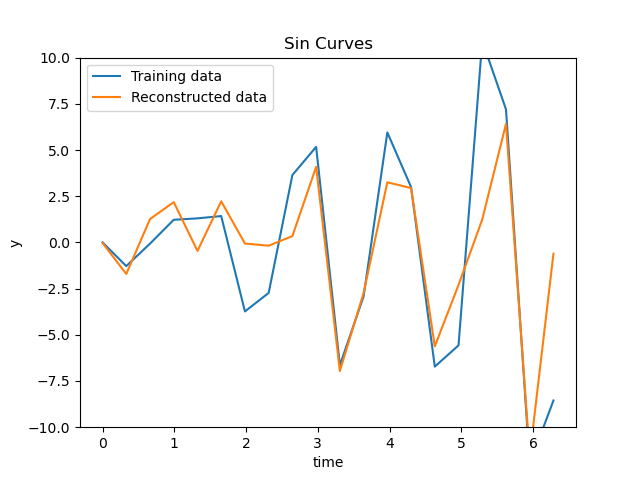 Sin Curves
Training data
Reconstructed data
10.0
7.5
5.0
2.5
0.0
−2.5
−5.0
−7.5
−10.0
y
0 1 2 3 4 5 6
time